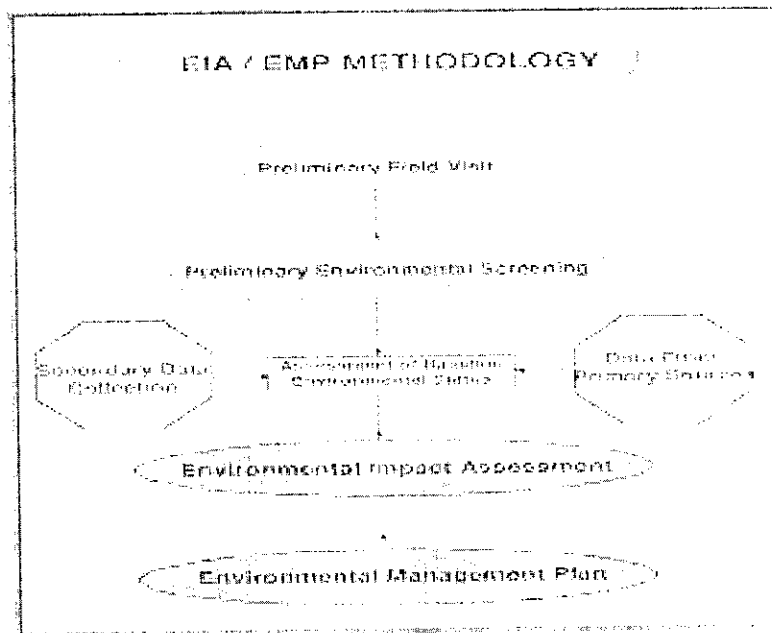 EIA / EMP METHODOLOGY
Preliminary Field Visit
Preliminary Environmental Screening
Secondary Data
Collection
Assessment of Baseline
Environmental Status
Data From
Primary Source
Environmental Impact Assessment
Environmental Management Plan